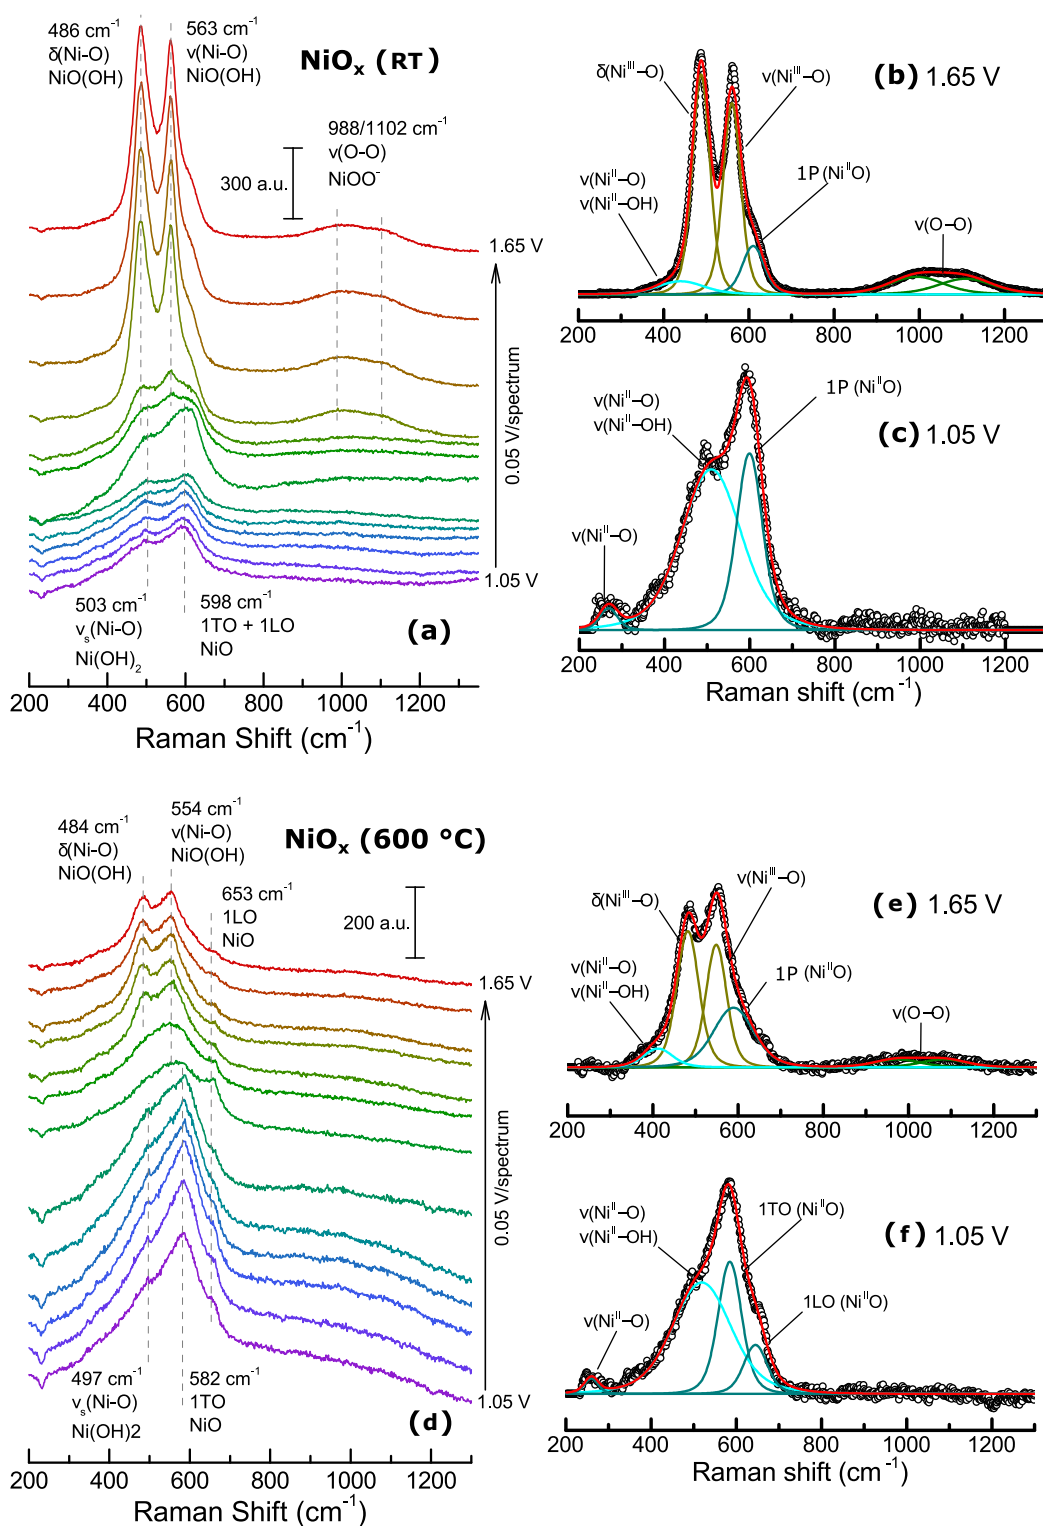 486 cm⁻¹
δ(Ni-O)
NiO(OH)
563 cm⁻¹
ν(Ni-O)
NiO(OH)
NiOₓ (RT)
988/1102 cm⁻¹
ν(O-O)
NiOO⁻
300 a.u.
1.65 V
0.05 V/spectrum
1.05 V
503 cm⁻¹
νₛ(Ni-O)
Ni(OH)₂
598 cm⁻¹
1TO + 1LO
NiO
(a)
200 400 600 800 1000 1200
Raman Shift (cm⁻¹)
(b) 1.65 V
δ(Niᴵᴵᴵ–O)
ν(Niᴵᴵᴵ–O)
ν(Niᴵᴵ–O)
ν(Niᴵᴵ–OH)
1P (NiᴵᴵO)
ν(O–O)
200 400 600 800 1000 1200
(c) 1.05 V
ν(Niᴵᴵ–O)
ν(Niᴵᴵ–OH)
1P (NiᴵᴵO)
ν(Niᴵᴵ–O)
200 400 600 800 1000 1200
Raman shift (cm⁻¹)
484 cm⁻¹
δ(Ni-O)
NiO(OH)
554 cm⁻¹
ν(Ni-O)
NiO(OH)
NiOₓ (600 °C)
653 cm⁻¹
1LO
NiO
200 a.u.
1.65 V
0.05 V/spectrum
1.05 V
497 cm⁻¹
νₛ(Ni-O)
Ni(OH)2
582 cm⁻¹
1TO
NiO
(d)
200 400 600 800 1000 1200
Raman Shift (cm⁻¹)
(e) 1.65 V
δ(Niᴵᴵᴵ–O)
ν(Niᴵᴵᴵ–O)
ν(Niᴵᴵ–O)
ν(Niᴵᴵ–OH)
1P (NiᴵᴵO)
ν(O–O)
200 400 600 800 1000 1200
(f) 1.05 V
ν(Niᴵᴵ–O)
ν(Niᴵᴵ–OH)
1TO (NiᴵᴵO)
1LO (NiᴵᴵO)
ν(Niᴵᴵ–O)
200 400 600 800 1000 1200
Raman shift (cm⁻¹)